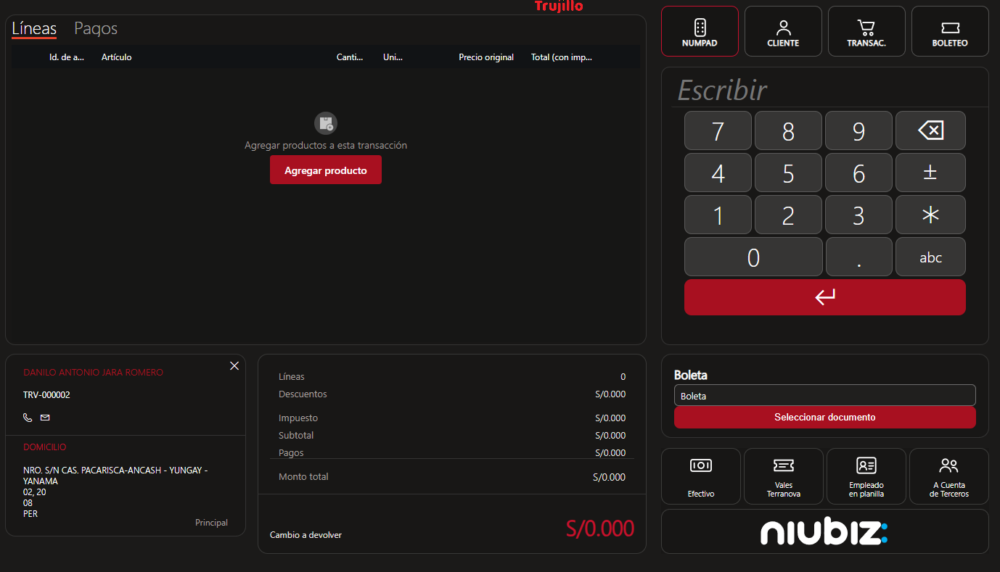 Trujillo
Líneas Pagos
Id. de a... Artículo Canti... Uni... Precio original Total (con imp...
Agregar productos a esta transacción
Agregar producto
NUMPAD CLIENTE TRANSAC. BOLETEO
Escribir
7 8 9
4 5 6 ±
1 2 3 *
0 . abc
DANILO ANTONIO JARA ROMERO
TRV-000002
DOMICILIO
NRO. S/N CAS. PACARISCA-ANCASH - YUNGAY -
YANAMA
02, 20
08
PER
Principal
Líneas 0
Descuentos S/0.000
Impuesto S/0.000
Subtotal S/0.000
Pagos S/0.000
Monto total S/0.000
Cambio a devolver S/0.000
Boleta
Boleta
Seleccionar documento
Efectivo
Vales
Terranova
Empleado
en planilla
A Cuenta
de Terceros
niubiz: